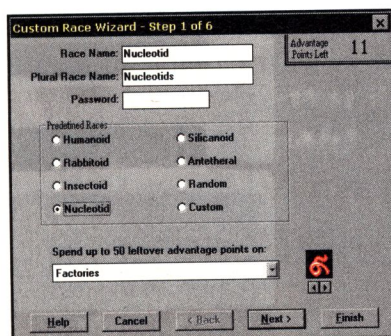 Custom Race Wizard - Step 1 of 6
Race Name: Nucleotid
Advantage Points Left 11
Plural Race Name: Nucleotids
Password:
Predefined Races
Humanoid Silicanoid
Rabbitoid Antetheral
Insectoid Random
Nucleotid Custom
Spend up to 50 leftover advantage points on:
Factories
Help Cancel < Back Next > Finish